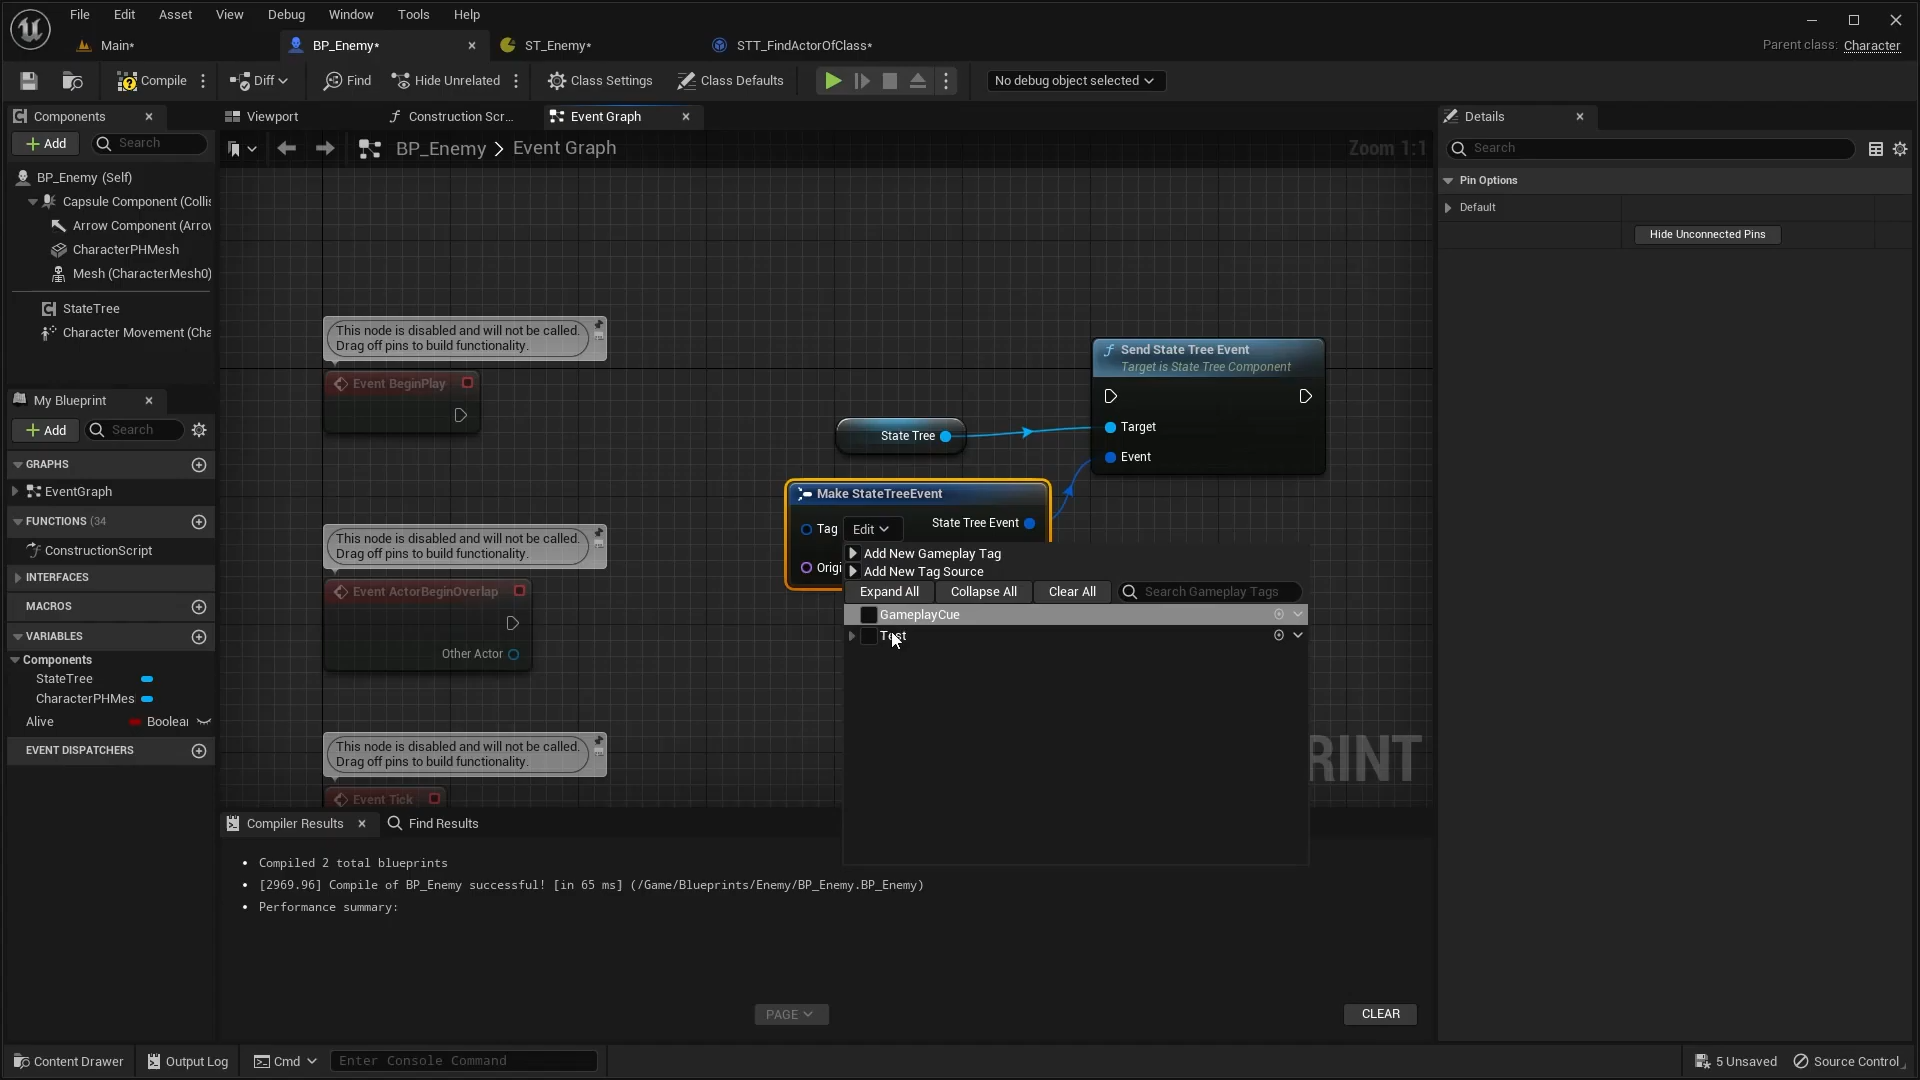 File
Edit
Asset
View
Debug
Window
Tools
Help
Main*
BP_Enemy*
ST_Enemy*
STT_FindActorOfClass*
Parent class: Character
Compile
Diff
Find
Hide Unrelated
Class Settings
Class Defaults
No debug object selected
Components
Add
Search
BP_Enemy (Self)
Capsule Component (Collis
Arrow Component (Arrov
CharacterPHMesh
Mesh (CharacterMesh0)
StateTree
Character Movement (Cha
My Blueprint
Add
Search
GRAPHS
EventGraph
FUNCTIONS (34
ConstructionScript
INTERFACES
MACROS
VARIABLES
Components
StateTree
CharacterPHMes
Alive
Boolear
EVENT DISPATCHERS
Viewport
Construction Scr...
Event Graph
BP_Enemy > Event Graph
Zoom 1:1
This node is disabled and will not be called.
Drag off pins to build functionality.
Event BeginPlay
This node is disabled and will not be called.
Drag off pins to build functionality.
Event ActorBeginOverlap
Other Actor
This node is disabled and will not be called.
Drag off pins to build functionality.
Event Tick
State Tree
Send State Tree Event
Target is State Tree Component
Target
Event
Make StateTreeEvent
Tag
Edit
State Tree Event
Origi
Add New Gameplay Tag
Add New Tag Source
Expand All
Collapse All
Clear All
Search Gameplay Tags
GameplayCue
Test
RINT
Compiler Results
Find Results
• Compiled 2 total blueprints
• [2969.96] Compile of BP_Enemy successful! [in 65 ms] (/Game/Blueprints/Enemy/BP_Enemy.BP_Enemy)
• Performance summary:
PAGE
CLEAR
Details
Search
Pin Options
Default
Hide Unconnected Pins
Content Drawer
Output Log
Cmd
Enter Console Command
5 Unsaved
Source Control